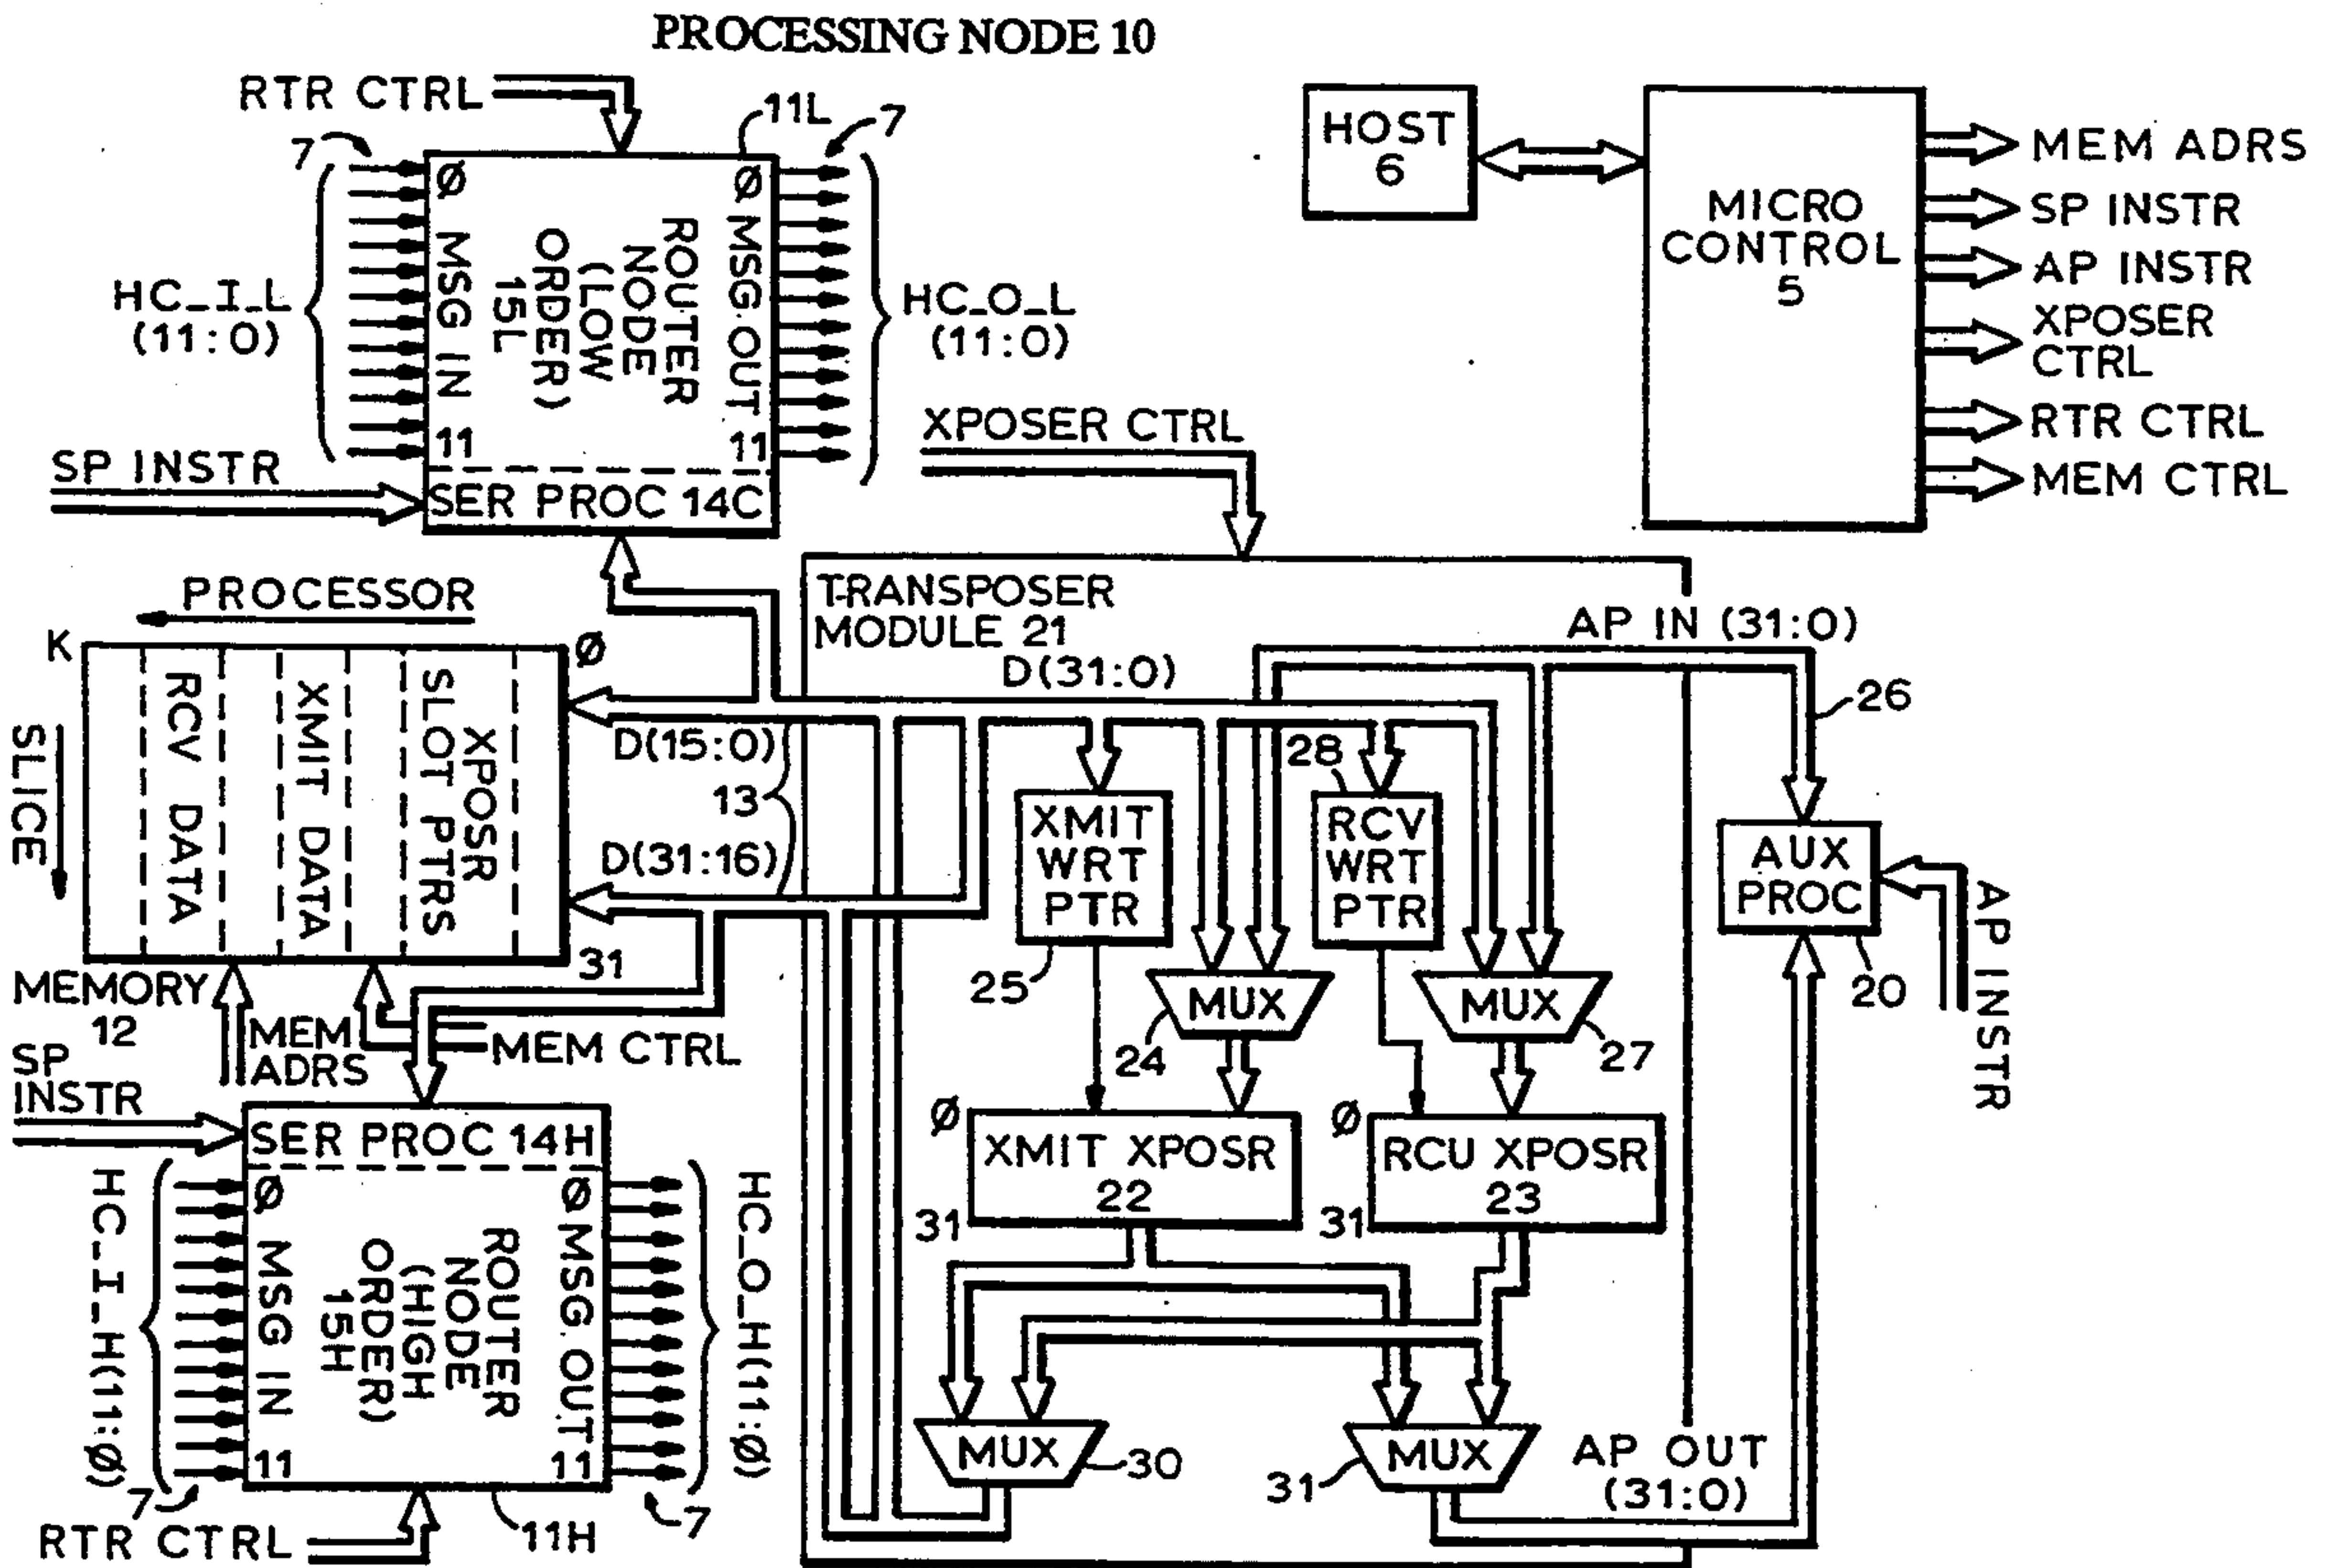 PROCESSING NODE 10
RTR CTRL
11L
7
7
Ø
MSG IN
11
ROUTER
NODE
(LOW
ORDER)
15L
Ø
MSG OUT
11
HC_I_L
(11:0)
HC_O_L
(11:0)
SP INSTR
SER PROC 14C
HOST
6
MICRO
CONTROL
5
MEM ADRS
SP INSTR
AP INSTR
XPOSER
CTRL
RTR CTRL
MEM CTRL
XPOSER CTRL
TRANSPOSER
MODULE 21
D(31:0)
AP IN (31:0)
26
PROCESSOR
K
Ø
SLICE
RCV DATA
XMIT DATA
XPOSR
SLOT PTRS
31
D(15:0)
13
D(31:16)
MEMORY
12
MEM
ADRS
MEM CTRL
XMIT
WRT
PTR
25
28
RCV
WRT
PTR
AUX
PROC
20
AP INSTR
MUX
24
MUX
27
Ø
XMIT XPOSR
22
31
Ø
RCU XPOSR
23
31
SP
INSTR
SER PROC 14H
Ø
MSG IN
11
ROUTER
NODE
(HIGH
ORDER)
15H
Ø
MSG OUT
11
HC_I_H(11:Ø)
HC_O_H(11:Ø)
7
7
RTR CTRL
11H
MUX
30
MUX
31
AP OUT
(31:0)